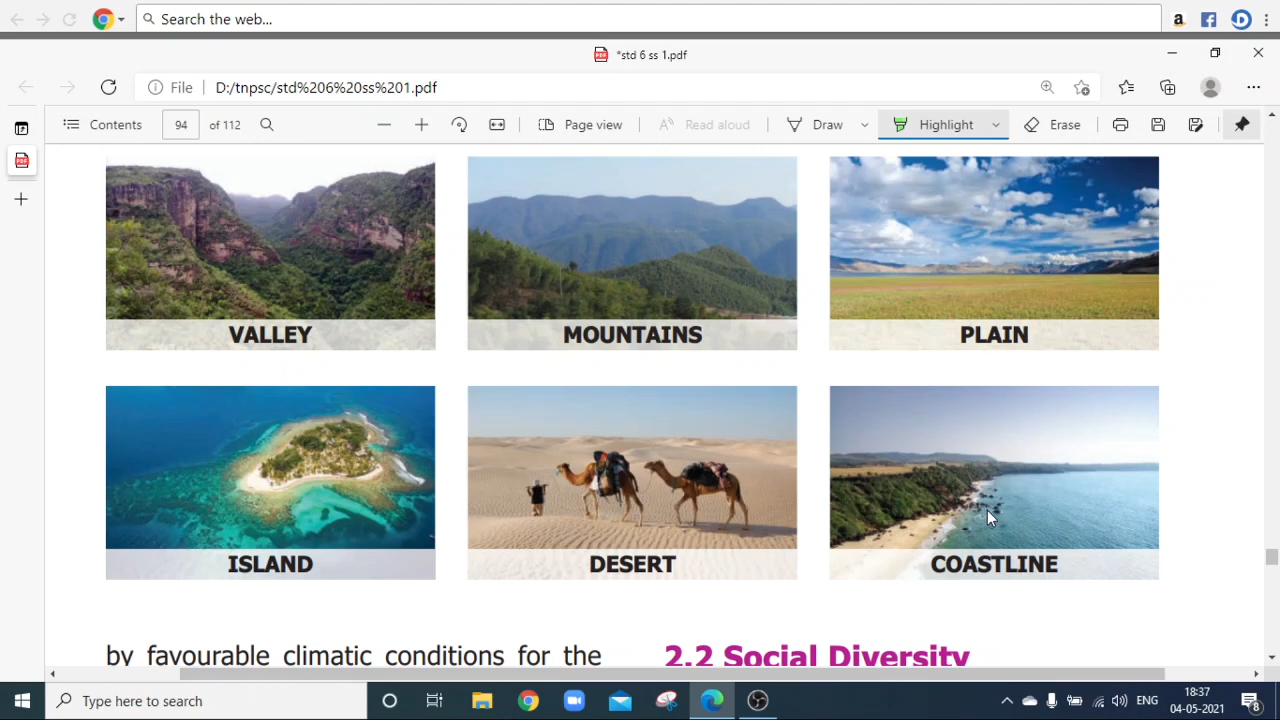 Search the web...
*std 6 ss 1.pdf
File D:/tnpsc/std%206%20ss%201.pdf
Contents 94 of 112 Page view Read aloud Draw Highlight Erase
VALLEY MOUNTAINS PLAIN
ISLAND DESERT COASTLINE
by favourable climatic conditions for the
2.2 Social Diversity
Type here to search
ENG
18:37
04-05-2021
8